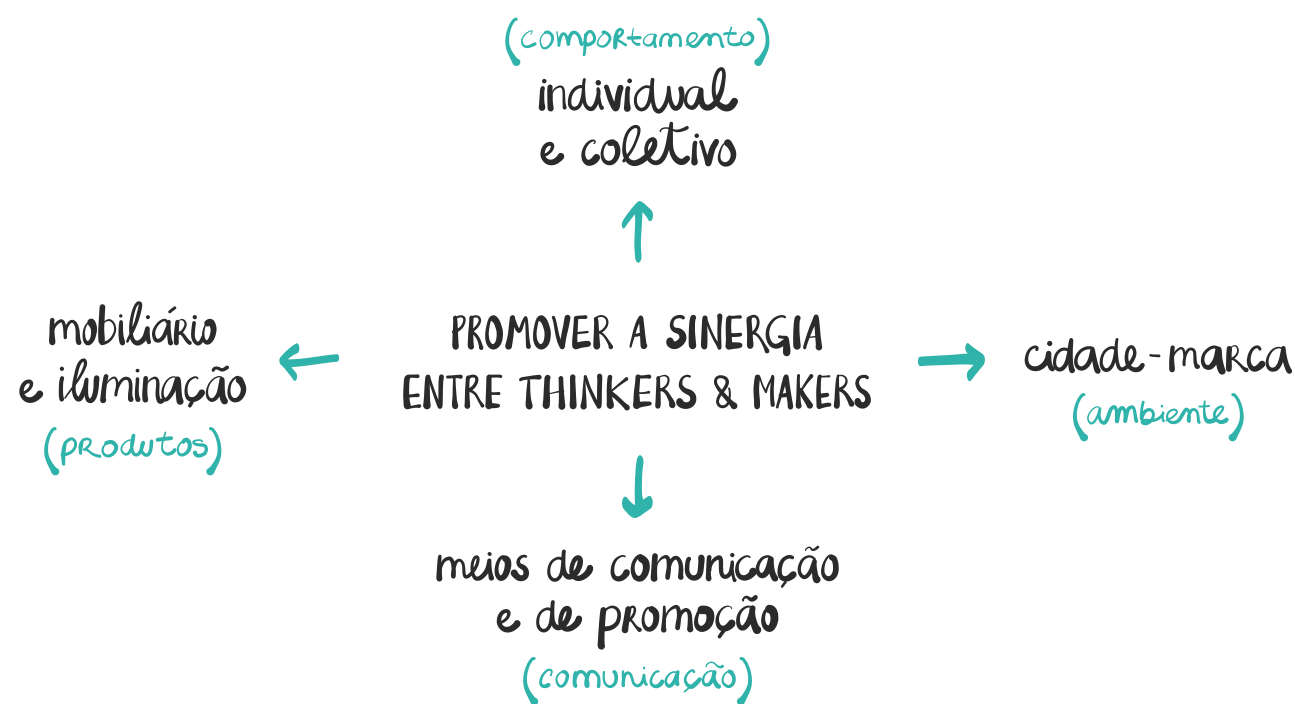 (comportamento)
individual
e coletivo
mobiliário
e iluminação
(produtos)
PROMOVER A SINERGIA
ENTRE THINKERS & MAKERS
cidade-marca
(ambiente)
meios de comunicação
e de promoção
(comunicação)